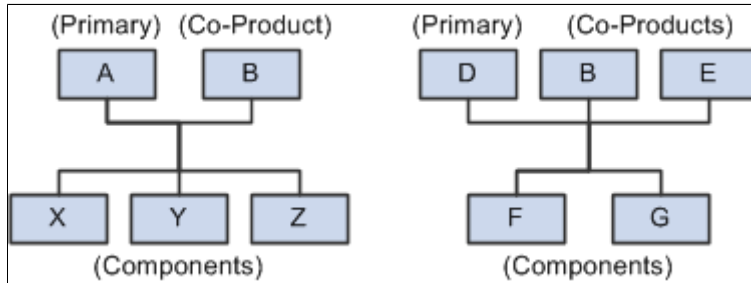 (Primary) (Co-Product)
A B
X Y Z
(Components)
(Primary) (Co-Products)
D B E
F G
(Components)